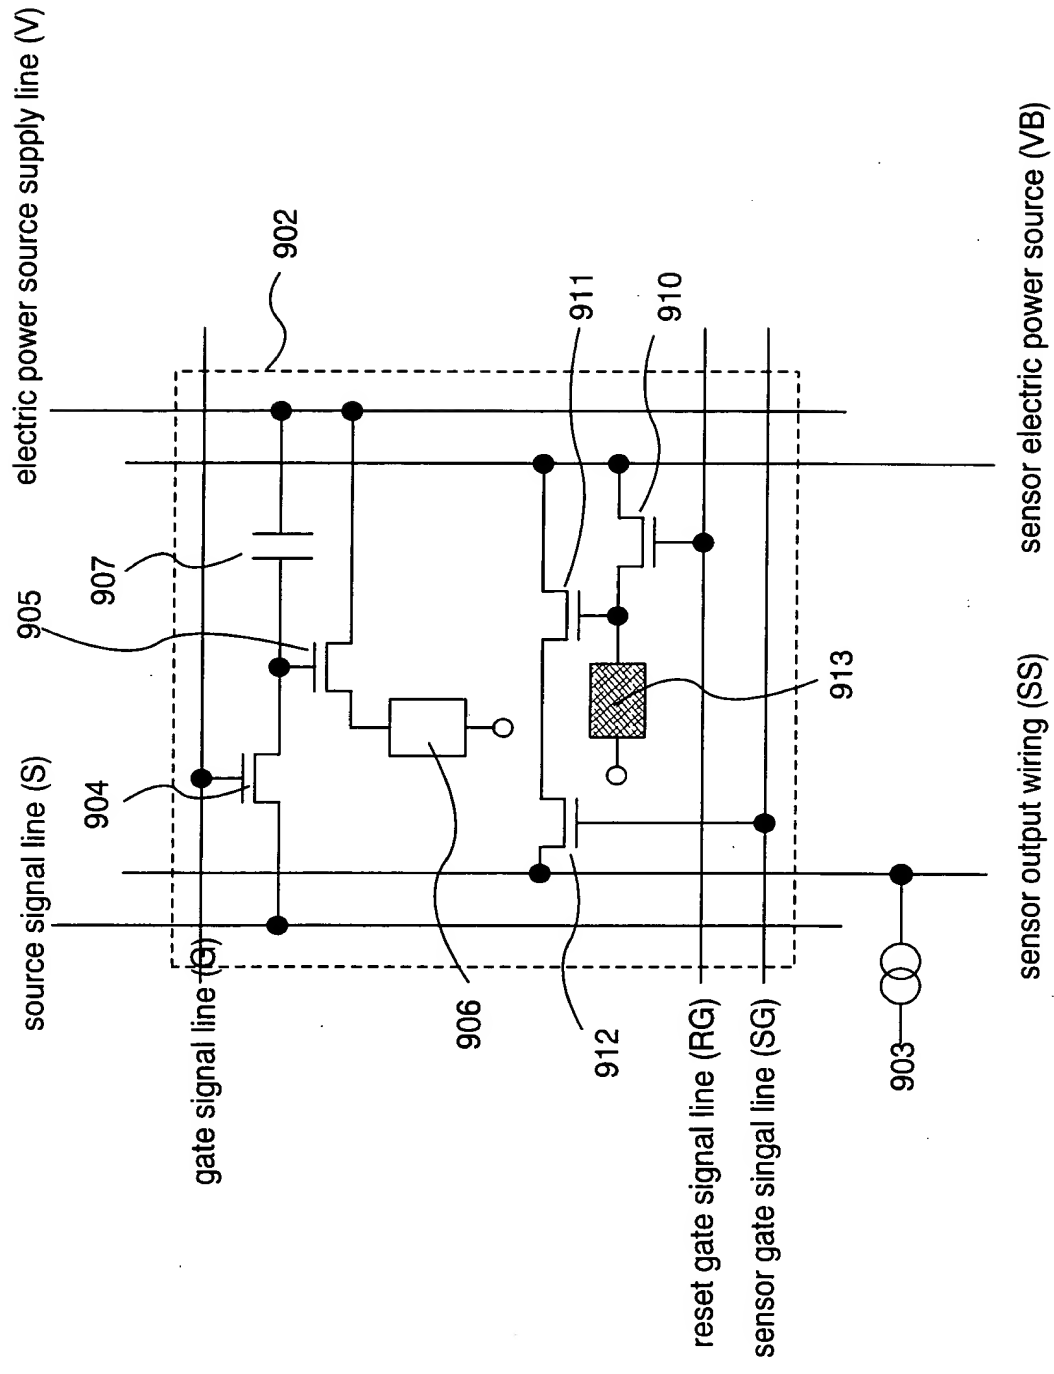 source signal line (S)
electric power source supply line (V)
904
905
907
902
gate signal line (G)
906
912
911
910
913
reset gate signal line (RG)
sensor gate singal line (SG)
903
sensor output wiring (SS)
sensor electric power source (VB)